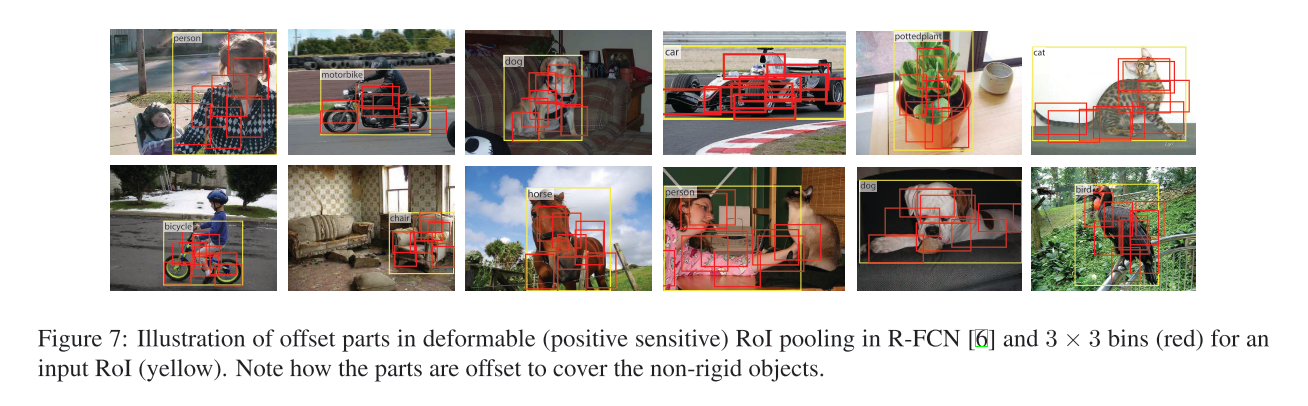 person
motorbike
dog
car
pottedplant
cat
bicycle
chair
horse
person
dog
bird
Figure 7: Illustration of offset parts in deformable (positive sensitive) RoI pooling in R-FCN [6] and 3 × 3 bins (red) for an
input RoI (yellow). Note how the parts are offset to cover the non-rigid objects.